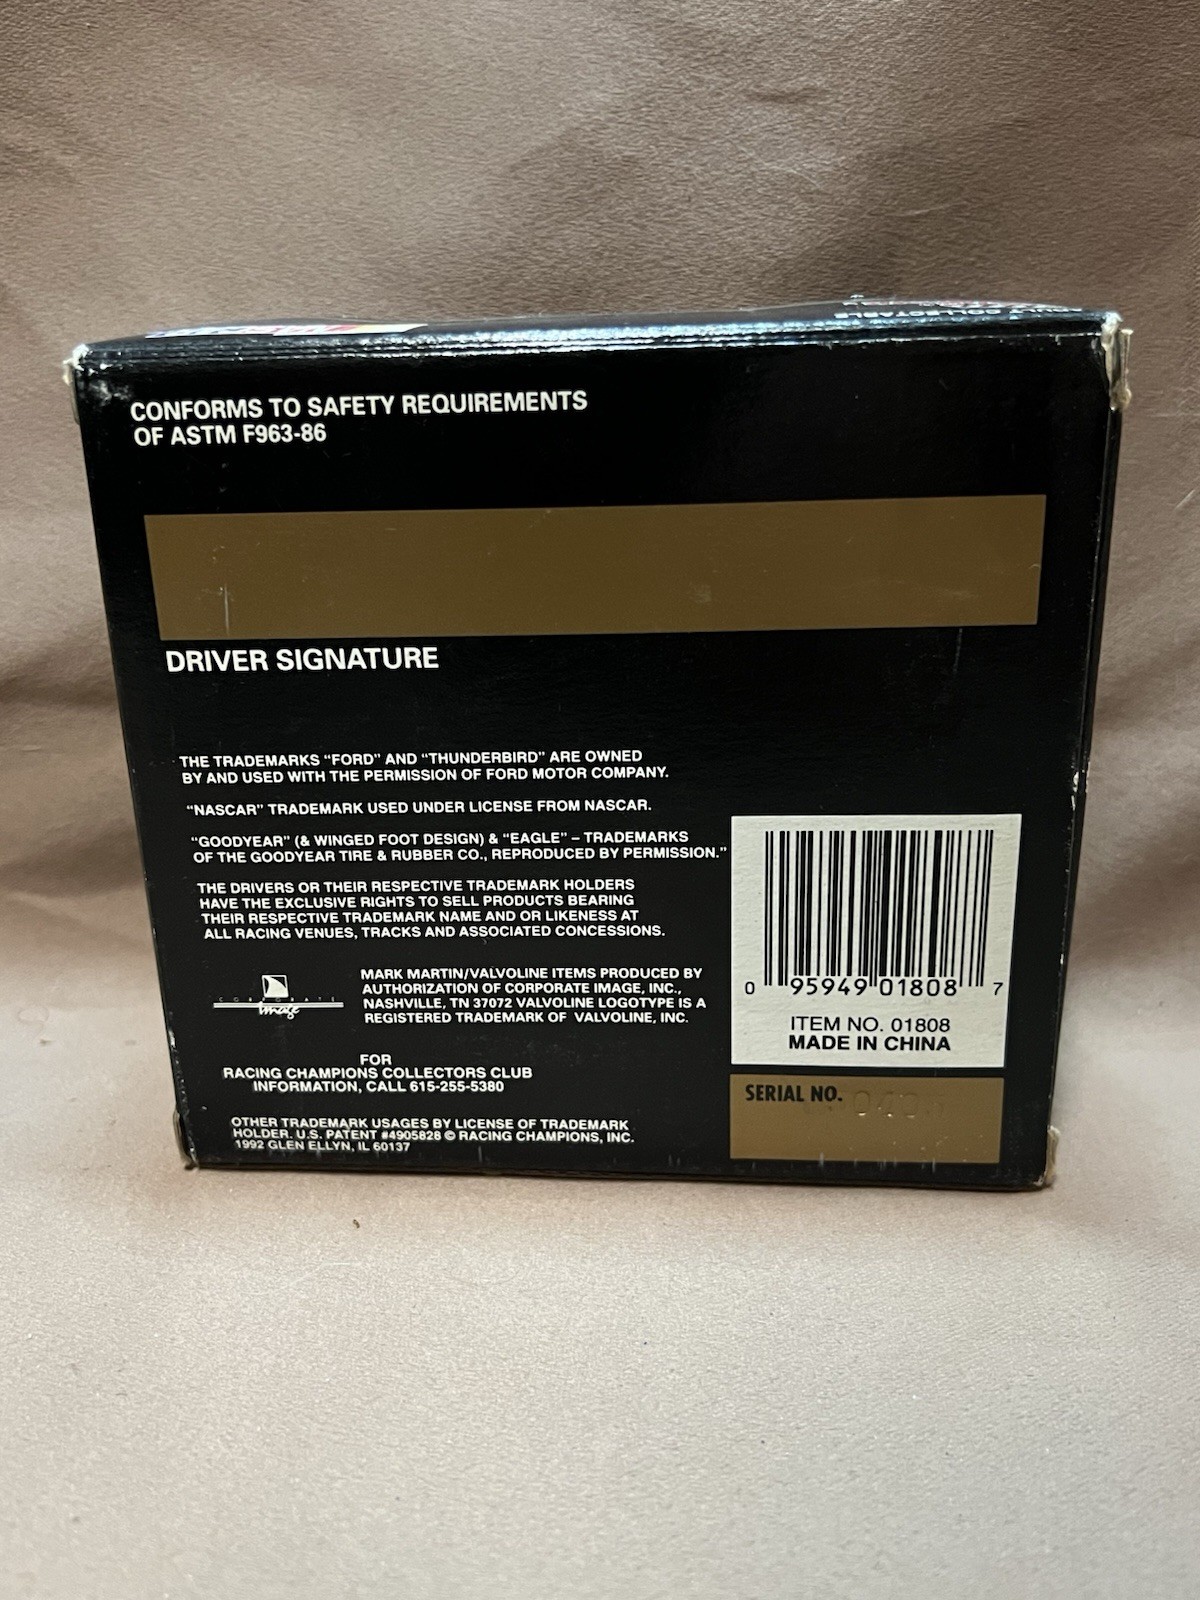 CONFORMS TO SAFETY REQUIREMENTS
OF ASTM F963-86
DRIVER SIGNATURE
THE TRADEMARKS "FORD" AND "THUNDERBIRD" ARE OWNED
BY AND USED WITH THE PERMISSION OF FORD MOTOR COMPANY.
"NASCAR" TRADEMARK USED UNDER LICENSE FROM NASCAR.
"GOODYEAR" (& WINGED FOOT DESIGN) & "EAGLE" – TRADEMARKS
OF THE GOODYEAR TIRE & RUBBER CO., REPRODUCED BY PERMISSION."
THE DRIVERS OR THEIR RESPECTIVE TRADEMARK HOLDERS
HAVE THE EXCLUSIVE RIGHTS TO SELL PRODUCTS BEARING
THEIR RESPECTIVE TRADEMARK NAME AND OR LIKENESS AT
ALL RACING VENUES, TRACKS AND ASSOCIATED CONCESSIONS.
CORPORATE
Image
MARK MARTIN/VALVOLINE ITEMS PRODUCED BY
AUTHORIZATION OF CORPORATE IMAGE, INC.,
NASHVILLE, TN 37072 VALVOLINE LOGOTYPE IS A
REGISTERED TRADEMARK OF VALVOLINE, INC.
FOR
RACING CHAMPIONS COLLECTORS CLUB
INFORMATION, CALL 615-255-5380
OTHER TRADEMARK USAGES BY LICENSE OF TRADEMARK
HOLDER. U.S. PATENT #4905828 © RACING CHAMPIONS, INC.
1992 GLEN ELLYN, IL 60137
0 95949 01808 7
ITEM NO. 01808
MADE IN CHINA
SERIAL NO.